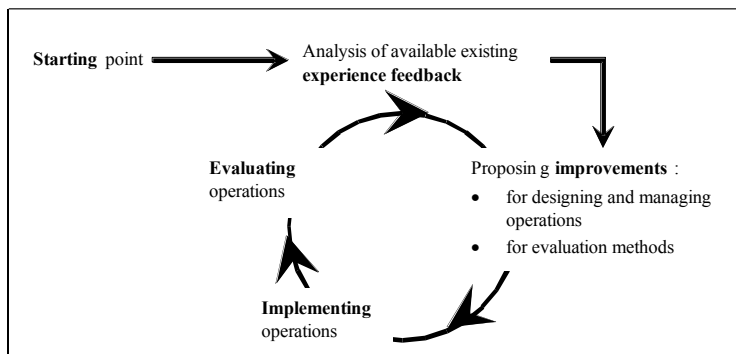 Starting point
Analysis of available existing
experience feedback
Evaluating
operations
Proposin g improvements :
• for designing and managing
operations
• for evaluation methods
Implementing
operations